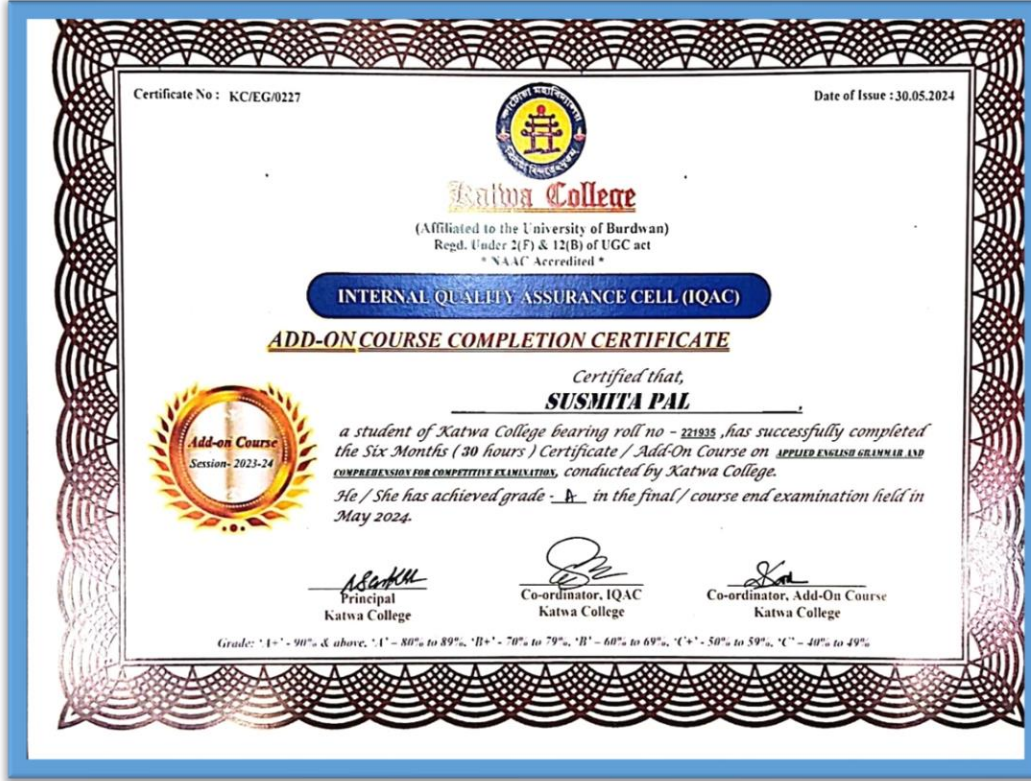 Certificate No : KC/EG/0227
Date of Issue : 30.05.2024
কাটোয়া মহাবিদ্যালয়
Katwa College
(Affiliated to the University of Burdwan)
Regd. Under 2(F) & 12(B) of UGC act
* NAAC Accredited *
INTERNAL QUALITY ASSURANCE CELL (IQAC)
ADD-ON COURSE COMPLETION CERTIFICATE
Certified that,
SUSMITA PAL,
Add-on Course
Session- 2023-24
a student of Katwa College bearing roll no - 221935 ,has successfully completed
the Six Months ( 30 hours ) Certificate / Add-On Course on APPLIED ENGLISH GRAMMAR AND
COMPREHENSION FOR COMPETITIVE EXAMINATION, conducted by Katwa College.
He / She has achieved grade - A in the final / course end examination held in
May 2024.
Principal
Katwa College
Co-ordinator, IQAC
Katwa College
Co-ordinator, Add-On Course
Katwa College
Grade: 'A+' - 90% & above, 'A' – 80% to 89%, 'B+' - 70% to 79%, 'B' – 60% to 69%, 'C+' - 50% to 59%, 'C' – 40% to 49%